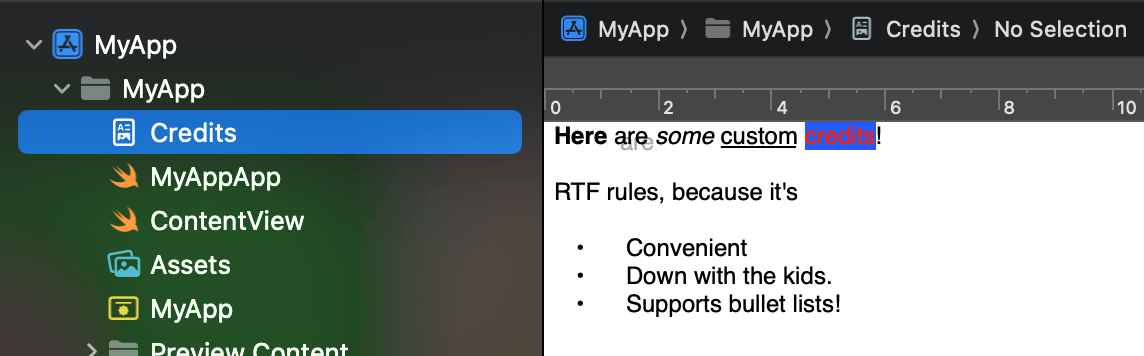 MyApp
MyApp
Credits
MyAppApp
ContentView
Assets
MyApp
Preview Content
MyApp 〉 MyApp 〉 Credits 〉 No Selection
0 2 4 6 8 10
Here are some custom credits!
RTF rules, because it's
• Convenient
• Down with the kids.
• Supports bullet lists!